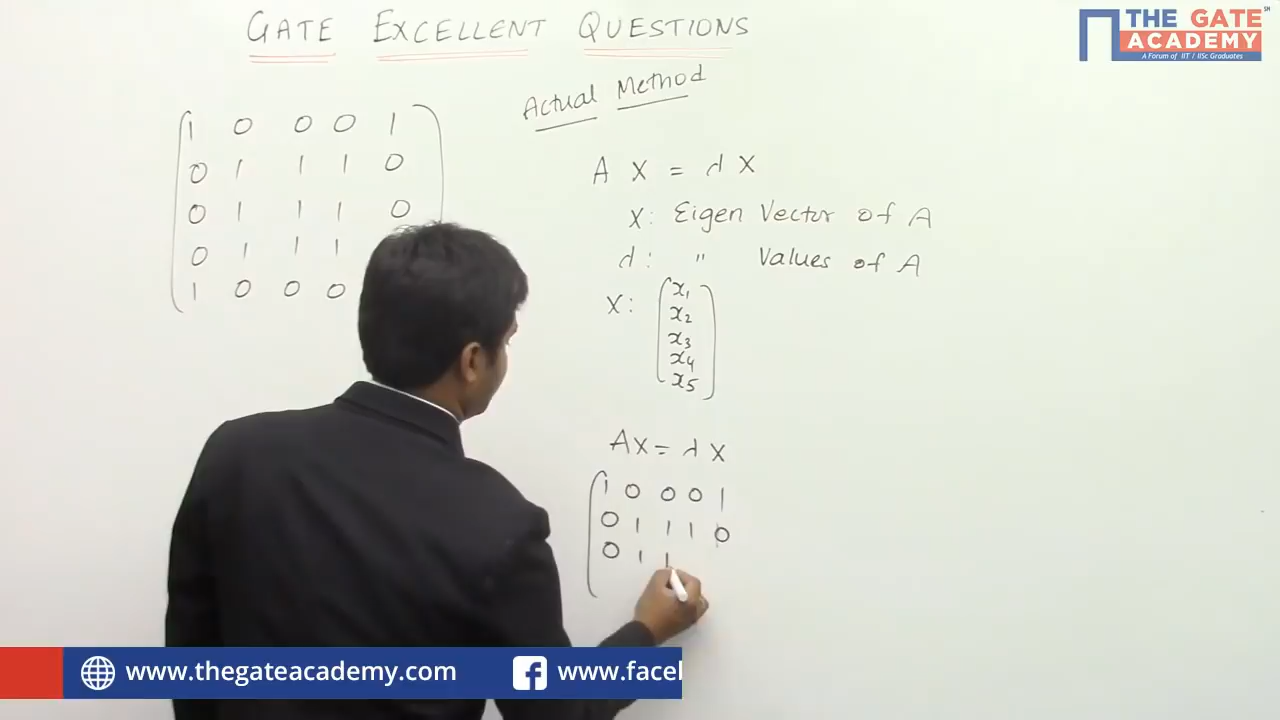 GATE EXCELLENT QUESTIONS
THE GATE
ACADEMY
A Forum of IIT / IISc Graduates
Actual Method
1 0 0 0 1
0 1 1 1 0
0 1 1 1 0
0 1 1 1
1 0 0 0
A X = λ X
X: Eigen Vector of A
λ: " Values of A
X: x₁
x₂
x₃
x₄
x₅
AX = λ X
1 0 0 0 1
0 1 1 1 0
0 1 1
www.thegateacademy.com
www.facel